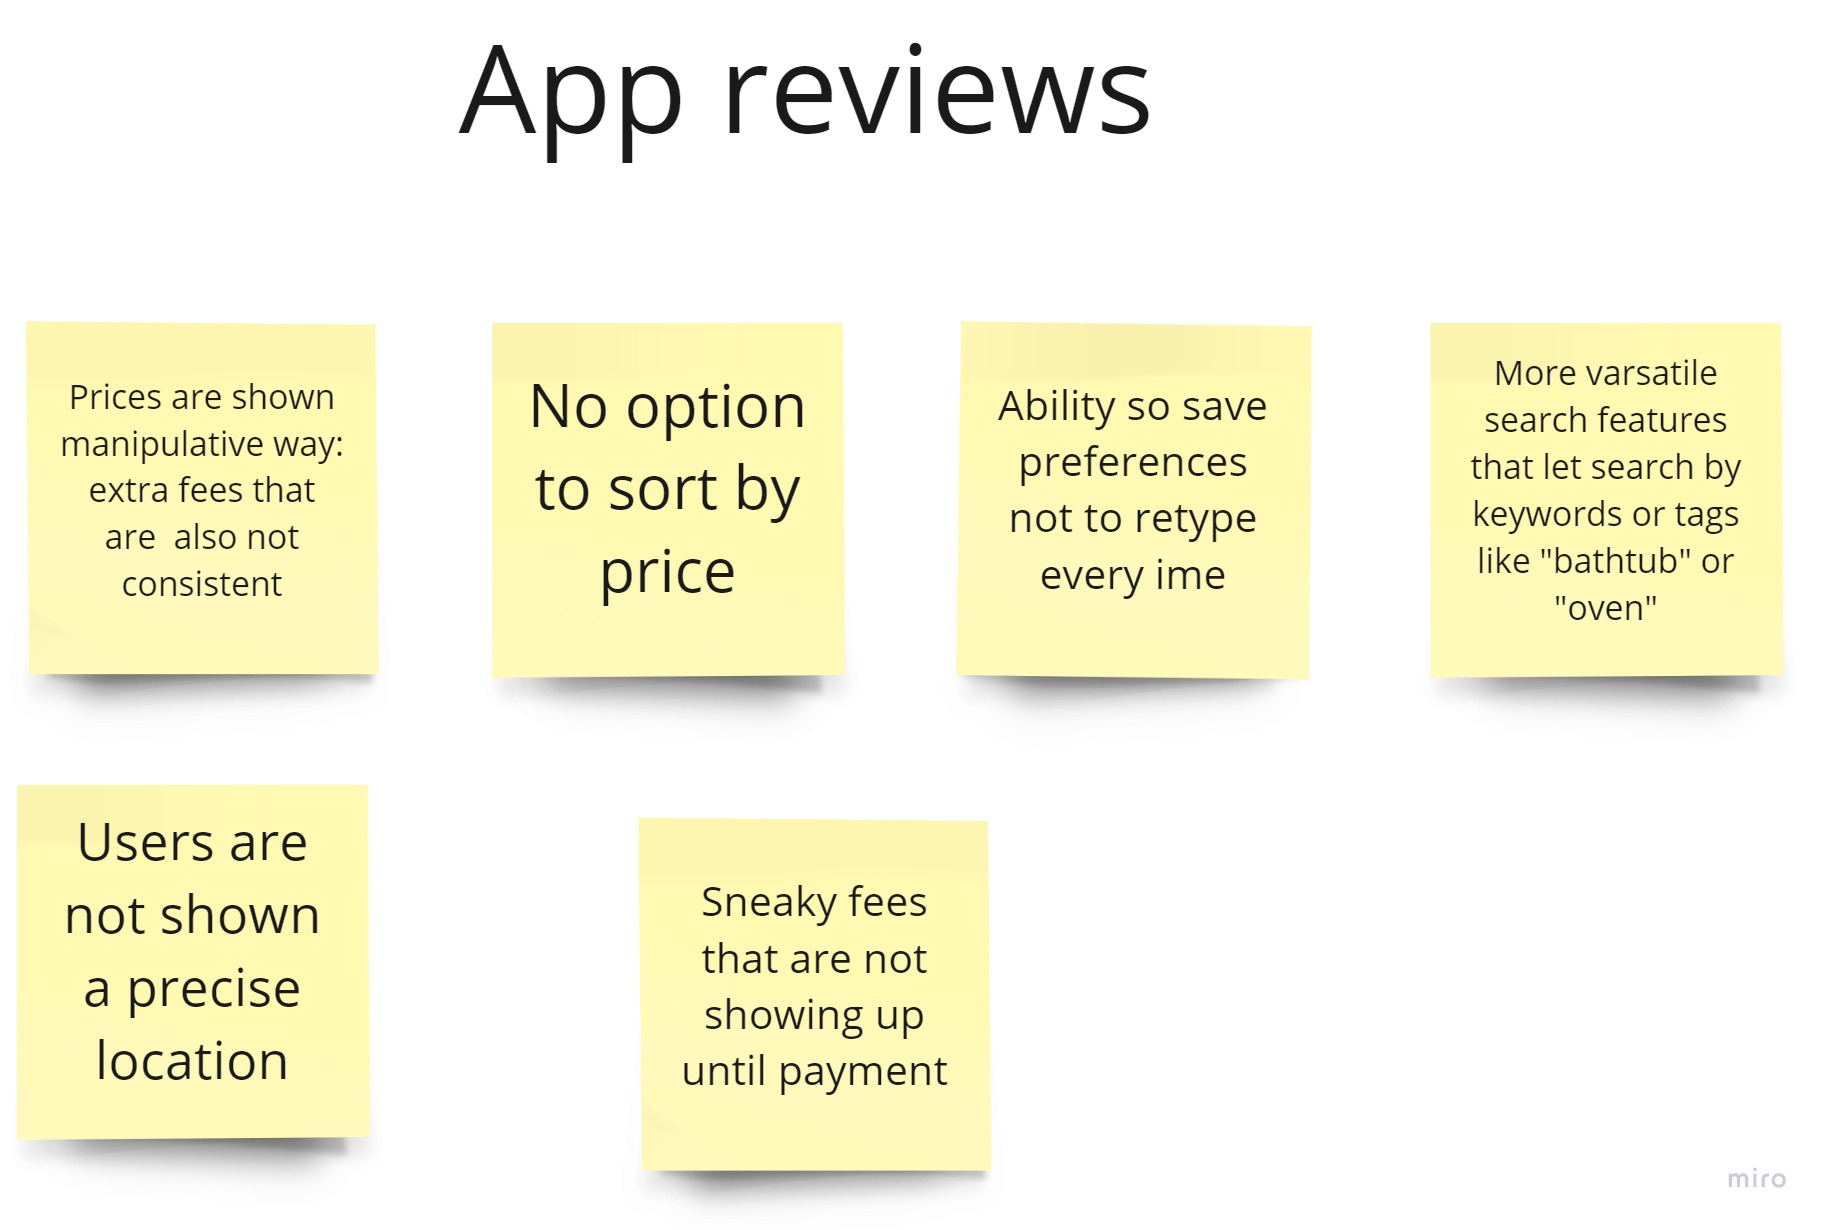 App reviews
Prices are shown
manipulative way:
extra fees that
are  also not
consistent
No option
to sort by
price
Ability so save
preferences
not to retype
every ime
More varsatile
search features
that let search by
keywords or tags
like "bathtub" or
"oven"
Users are
not shown
a precise
location
Sneaky fees
that are not
showing up
until payment
miro